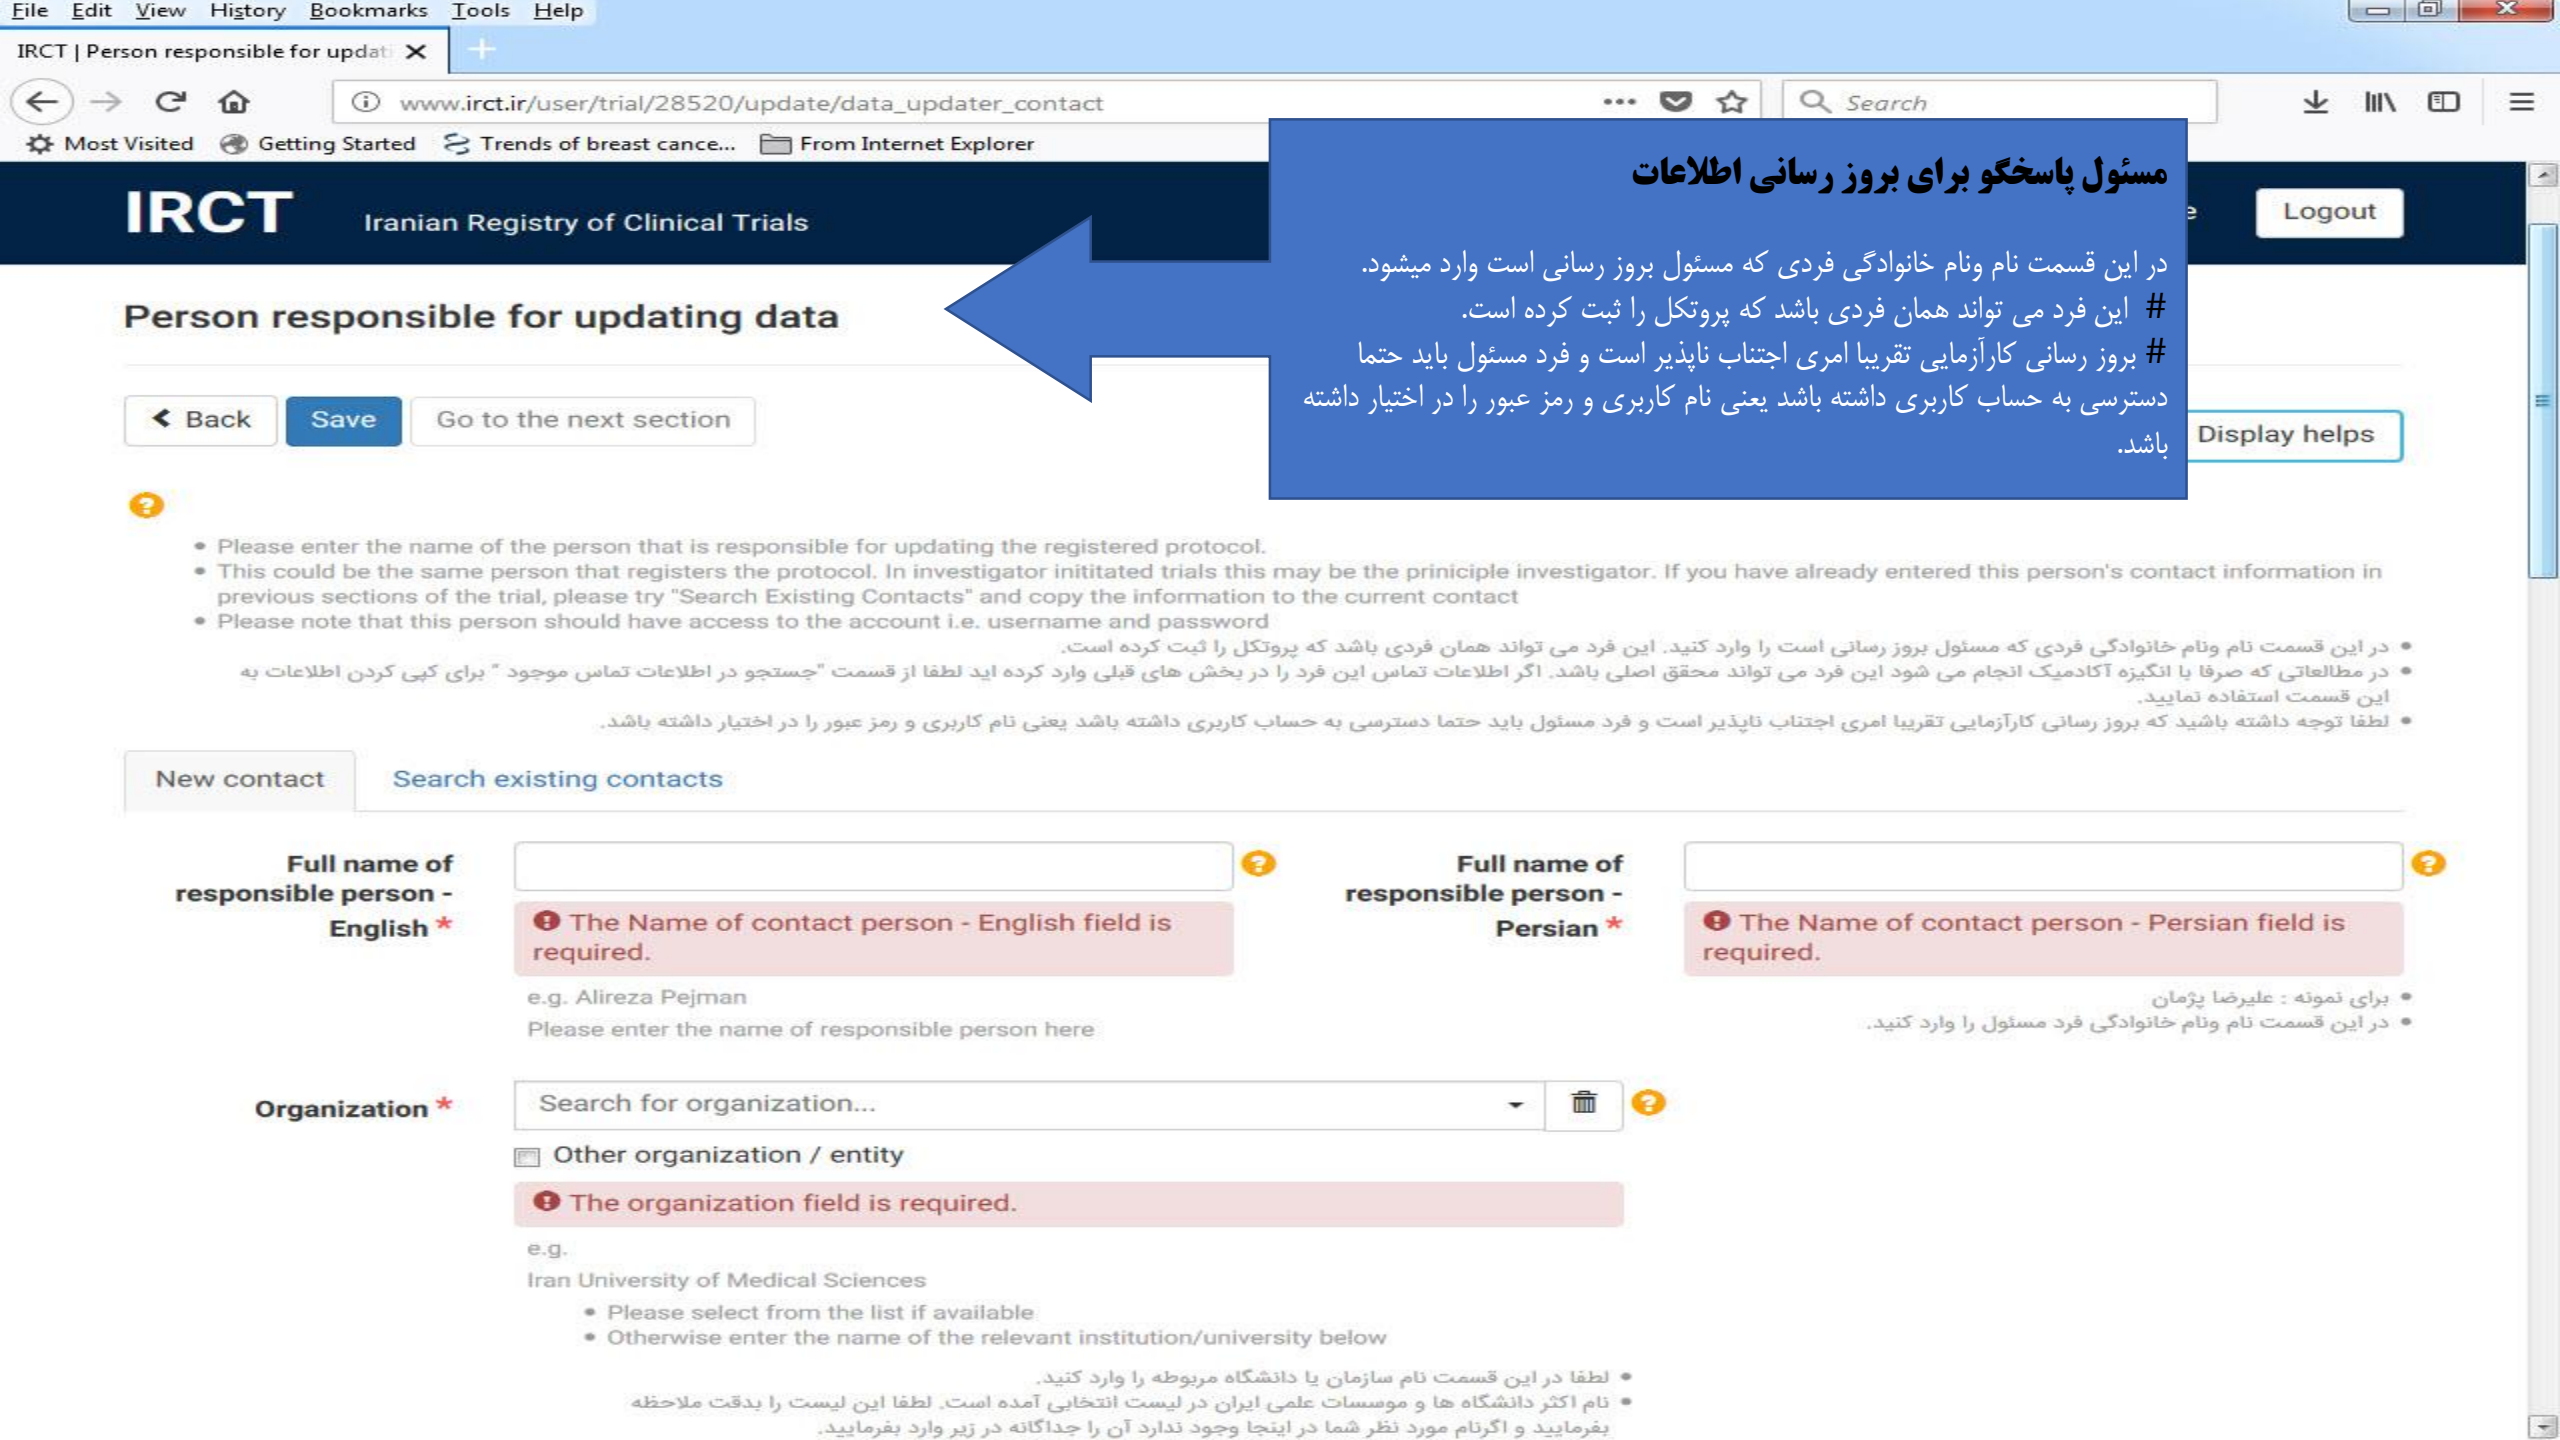 File Edit View History Bookmarks Tools Help
IRCT | Person responsible for updati
www.irct.ir/user/trial/28520/update/data_updater_contact
Search
Most Visited Getting Started Trends of breast cance... From Internet Explorer
IRCT Iranian Registry of Clinical Trials
Logout
مسئول پاسخگو برای بروز رسانی اطلاعات
در این قسمت نام ونام خانوادگی فردی که مسئول بروز رسانی است وارد میشود.
# این فرد می تواند همان فردی باشد که پروتکل را ثبت کرده است.
# بروز رسانی کارآزمایی تقریبا امری اجتناب ناپذیر است و فرد مسئول باید حتما
دسترسی به حساب کاربری داشته باشد یعنی نام کاربری و رمز عبور را در اختیار داشته
باشد.
Person responsible for updating data
Back Save Go to the next section
Display helps
• Please enter the name of the person that is responsible for updating the registered protocol.
• This could be the same person that registers the protocol. In investigator inititated trials this may be the priniciple investigator. If you have already entered this person's contact information in
previous sections of the trial, please try "Search Existing Contacts" and copy the information to the current contact
• Please note that this person should have access to the account i.e. username and password
• در این قسمت نام ونام خانوادگی فردی که مسئول بروز رسانی است را وارد کنید. این فرد می تواند همان فردی باشد که پروتکل را ثبت کرده است.
• در مطالعاتی که صرفا با انگیزه آکادمیک انجام می شود این فرد می تواند محقق اصلی باشد. اگر اطلاعات تماس این فرد را در بخش های قبلی وارد کرده اید لطفا از قسمت "جستجو در اطلاعات تماس موجود " برای کپی کردن اطلاعات به
این قسمت استفاده نمایید.
• لطفا توجه داشته باشید که بروز رسانی کارآزمایی تقریبا امری اجتناب ناپذیر است و فرد مسئول باید حتما دسترسی به حساب کاربری داشته باشد یعنی نام کاربری و رمز عبور را در اختیار داشته باشد.
New contact Search existing contacts
Full name of
responsible person -
English *
The Name of contact person - English field is
required.
e.g. Alireza Pejman
Please enter the name of responsible person here
Full name of
responsible person -
Persian *
The Name of contact person - Persian field is
required.
• برای نمونه : علیرضا پژمان
• در این قسمت نام ونام خانوادگی فرد مسئول را وارد کنید.
Organization *
Search for organization...
Other organization / entity
The organization field is required.
e.g.
Iran University of Medical Sciences
• Please select from the list if available
• Otherwise enter the name of the relevant institution/university below
• لطفا در این قسمت نام سازمان یا دانشگاه مربوطه را وارد کنید.
• نام اکثر دانشگاه ها و موسسات علمی ایران در لیست انتخابی آمده است. لطفا این لیست را بدقت ملاحظه
بفرمایید و اگرنام مورد نظر شما در اینجا وجود ندارد آن را جداگانه در زیر وارد بفرمایید.